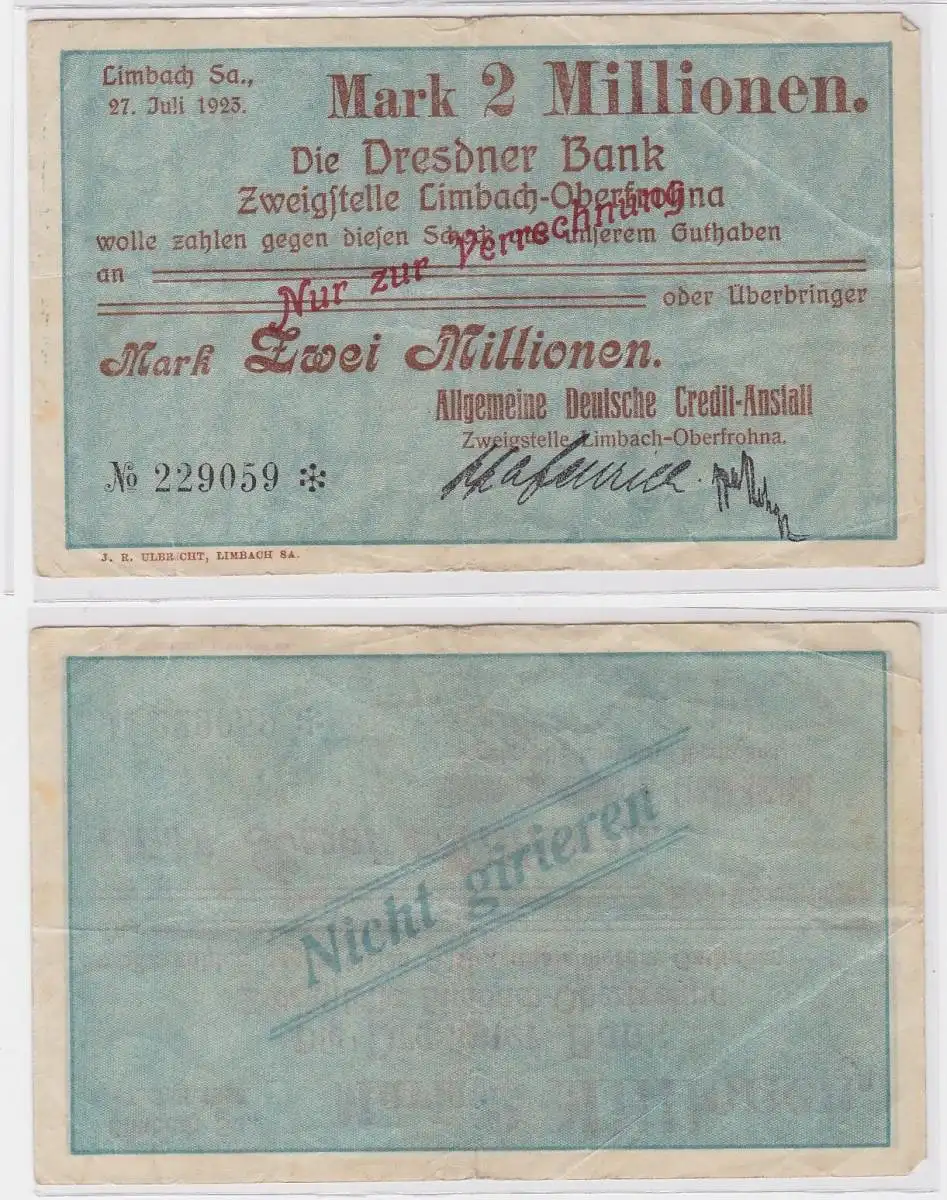 Limbach Sa.,
27. Juli 1923.
Mark 2 Millionen.
Die Dresdner Bank
Zweigstelle Limbach-Oberfrohna
wolle zahlen gegen diesen Scheck aus unserem Guthaben
an
oder Überbringer
Nur zur Verrechnung
Mark Zwei Millionen.
Allgemeine Deutsche Credit-Anstalt
Zweigstelle Limbach-Oberfrohna.
№ 229059 *
J. R. ULBRICHT, LIMBACH SA.
Nicht girieren